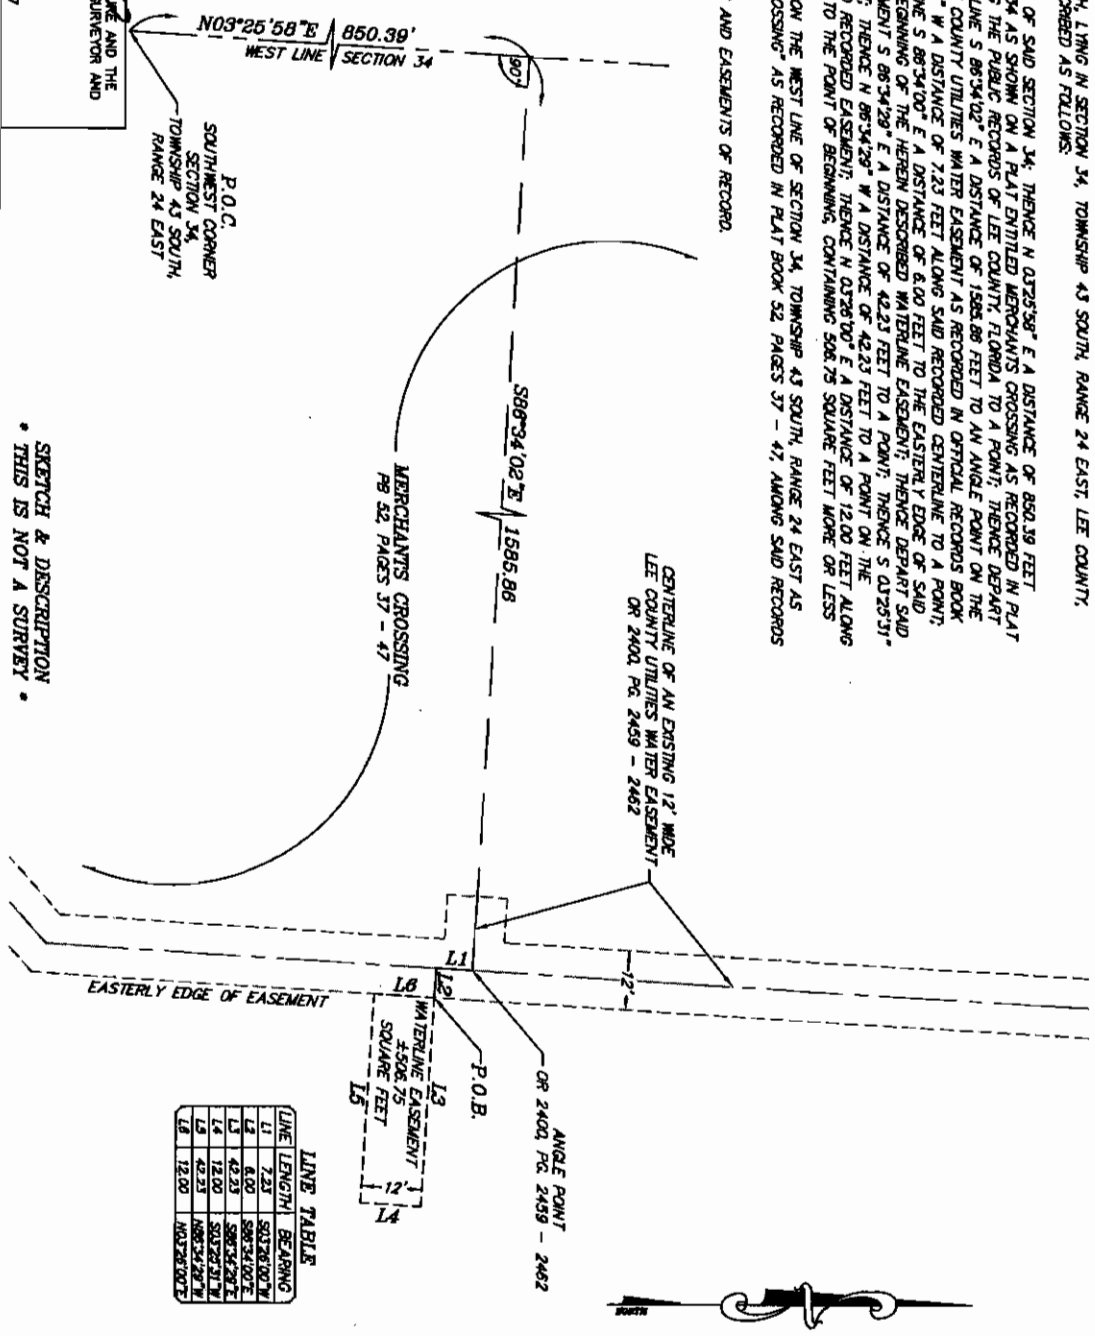 H, LYING IN SECTION 34, TOWNSHIP 43 SOUTH, RANGE 24 EAST, LEE COUNTY,
RIBED AS FOLLOWS:
OF SAID SECTION 34; THENCE N 03°25'58" E A DISTANCE OF 850.39 FEET
34 AS SHOWN ON A PLAT ENTITLED MERCHANTS CROSSING AS RECORDED IN PLAT
THE PUBLIC RECORDS OF LEE COUNTY, FLORIDA TO A POINT; THENCE DEPART
LINE S 86°34'02" E A DISTANCE OF 1585.86 FEET TO AN ANGLE POINT ON THE
COUNTY UTILITIES WATER EASEMENT AS RECORDED IN OFFICIAL RECORDS BOOK
" W A DISTANCE OF 7.23 FEET ALONG SAID RECORDED CENTERLINE TO A POINT;
NE S 86°34'00" E A DISTANCE OF 6.00 FEET TO THE EASTERLY EDGE OF SAID
EGINNING OF THE HEREIN DESCRIBED WATERLINE EASEMENT; THENCE DEPART SAID
MENT S 86°34'29" E A DISTANCE OF 42.23 FEET TO A POINT; THENCE S 03°25'31"
; THENCE N 86°34'29" W A DISTANCE OF 42.23 FEET TO A POINT ON THE
RECORDED EASEMENT; THENCE N 03°26'00" E A DISTANCE OF 12.00 FEET ALONG
TO THE POINT OF BEGINNING, CONTAINING 506.75 SQUARE FEET MORE OR LESS
ON THE WEST LINE OF SECTION 34, TOWNSHIP 43 SOUTH, RANGE 24 EAST AS
OSSING" AS RECORDED IN PLAT BOOK 52, PAGES 37 - 47, AMONG SAID RECORDS
AND EASEMENTS OF RECORD.
N03°25'58"E 850.39'
WEST LINE SECTION 34
90°
URE AND THE
SURVEYOR AND
P.O.C.
SOUTHWEST CORNER
SECTION 34,
TOWNSHIP 43 SOUTH,
RANGE 24 EAST
S86°34'02"E 1585.86
MERCHANTS CROSSING
PB 52, PAGES 37 - 47
CENTERLINE OF AN EXISTING 12' WIDE
LEE COUNTY UTILITIES WATER EASEMENT
OR 2400, PG. 2459 - 2462
12'
L1
L2
L6
EASTERLY EDGE OF EASEMENT
P.O.B.
ANGLE POINT
OR 2400, PG. 2459 - 2462
L3
WATERLINE EASEMENT
±506.75
SQUARE FEET
L5
12'
L4
SKETCH & DESCRIPTION
* THIS IS NOT A SURVEY *
LINE TABLE
LINE LENGTH BEARING
L1 7.23 S03°26'00"W
L2 6.00 S86°34'00"E
L3 42.23 S86°34'29"E
L4 12.00 S03°25'31"W
L5 42.23 N86°34'29"W
L6 12.00 N03°26'00"E
NORTH